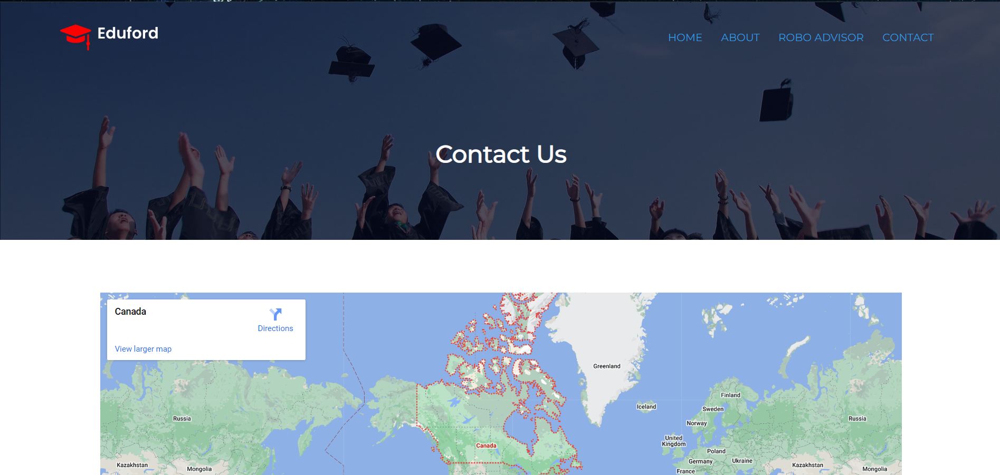 Eduford
HOME ABOUT ROBO ADVISOR CONTACT
Contact Us
Canada
Directions
View larger map
Greenland
Finland
Iceland
Sweden
Russia
Russia
Norway
United
Kingdom
Canada
Poland
Ukraine
Germany
Kazakhstan
Mongolia
Kazakhstan
Mongolia
France